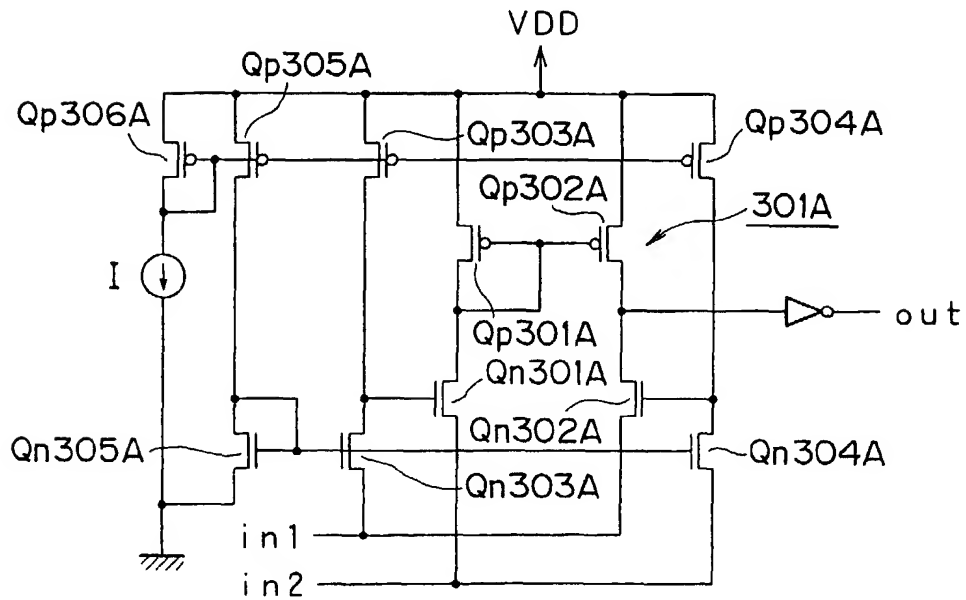 VDD
Qp305A
Qp306A
Qp303A
Qp304A
Qp302A
301A
I
Qp301A
out
Qn301A
Qn305A
Qn302A
Qn304A
Qn303A
in1
in2